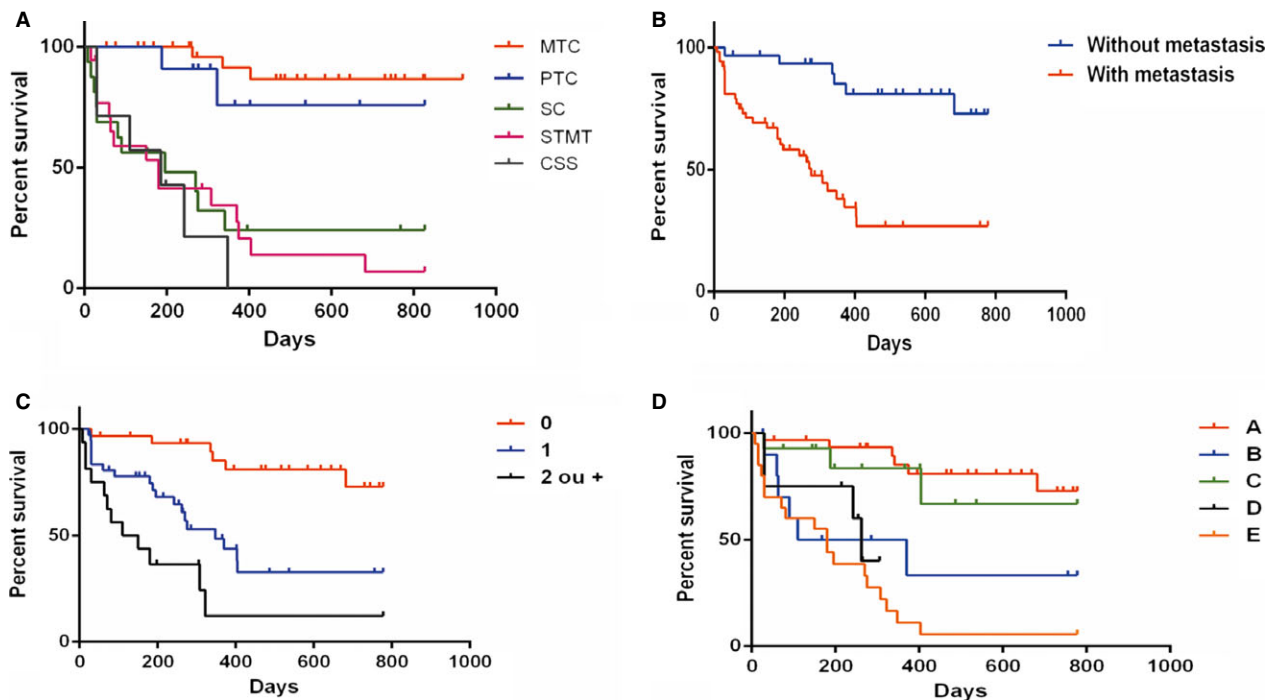 A
Percent survival
100
50
0
0 200 400 600 800 1000
Days
MTC
PTC
SC
STMT
CSS
B
Percent survival
100
50
0
0 200 400 600 800 1000
Days
Without metastasis
With metastasis
C
Percent survival
100
50
0
0 200 400 600 800 1000
Days
0
1
2 ou +
D
Percent survival
100
50
0
0 200 400 600 800 1000
Days
A
B
C
D
E